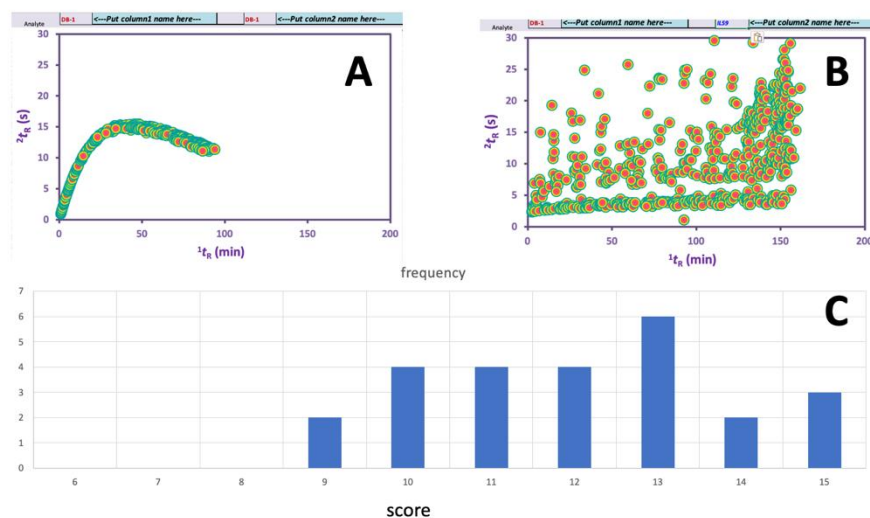 Analyte DB-1 <---Put column1 name here--- DB-1 <---Put column2 name here---
A
30
25
20
15
10
5
0
²tR (s)
0 50 100 150 200
¹tR (min)
Analyte DB-1 <---Put column1 name here--- IL59 <---Put column2 name here---
B
30
25
20
15
10
5
0
²tR (s)
0 50 100 150 200
¹tR (min)
frequency
C
7
6
5
4
3
2
1
0
6 7 8 9 10 11 12 13 14 15
score